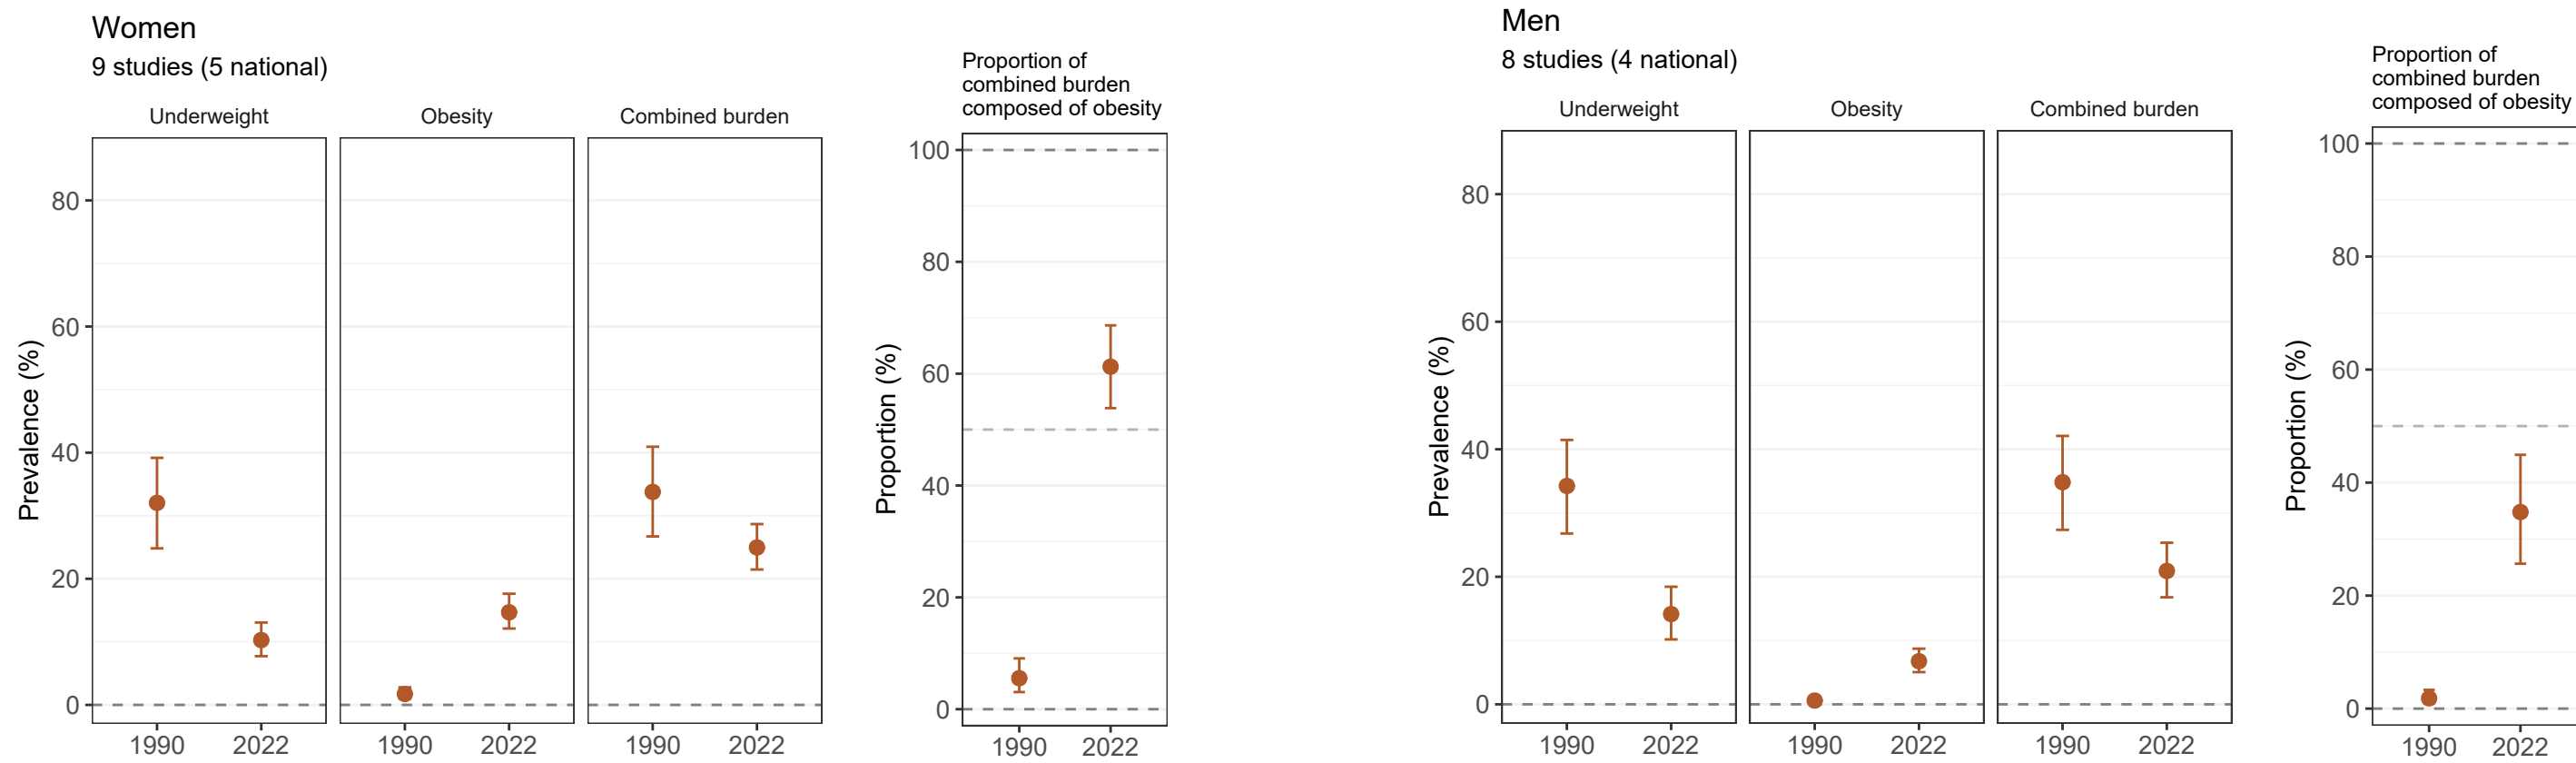 Women
9 studies (5 national)
Underweight
Obesity
Combined burden
Proportion of
combined burden
composed of obesity
Prevalence (%)
80
60
40
20
0
1990 2022
1990 2022
1990 2022
Proportion (%)
100
80
60
40
20
0
1990 2022
Men
8 studies (4 national)
Underweight
Obesity
Combined burden
Proportion of
combined burden
composed of obesity
Prevalence (%)
80
60
40
20
0
1990 2022
1990 2022
1990 2022
Proportion (%)
100
80
60
40
20
0
1990 2022